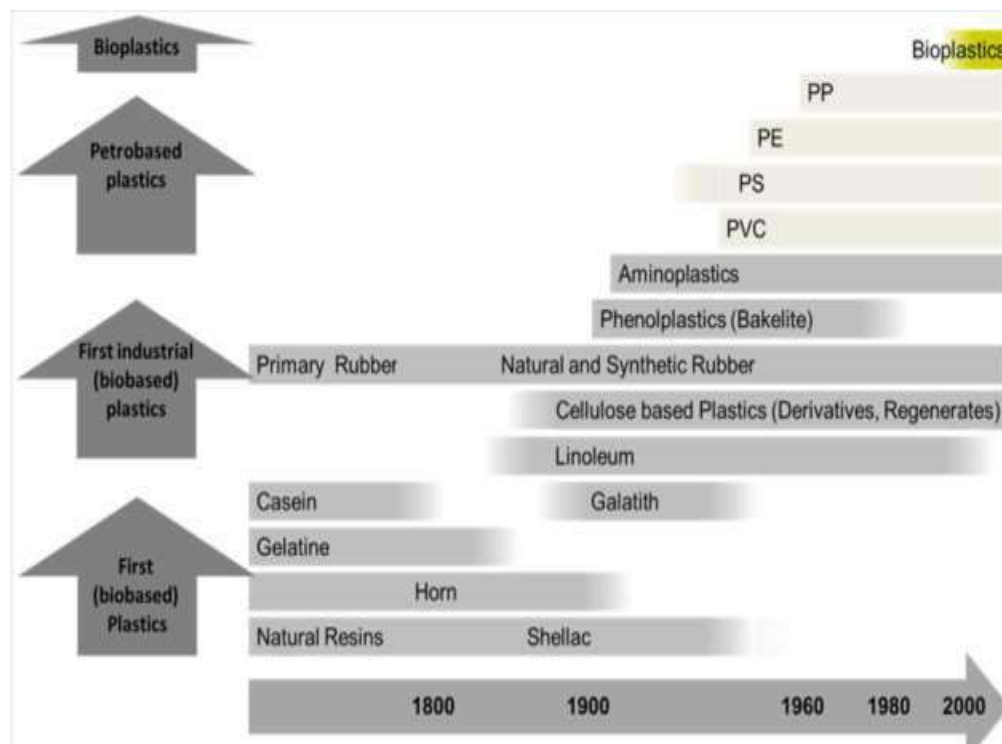 Bioplastics
Bioplastics
PP
Petrobased
plastics
PE
PS
PVC
Aminoplastics
Phenolplastics (Bakelite)
First industrial
(biobased)
plastics
Primary Rubber
Natural and Synthetic Rubber
Cellulose based Plastics (Derivatives, Regenerates)
Linoleum
Casein
Galatith
Gelatine
First
(biobased)
Plastics
Horn
Natural Resins
Shellac
1800
1900
1960
1980
2000